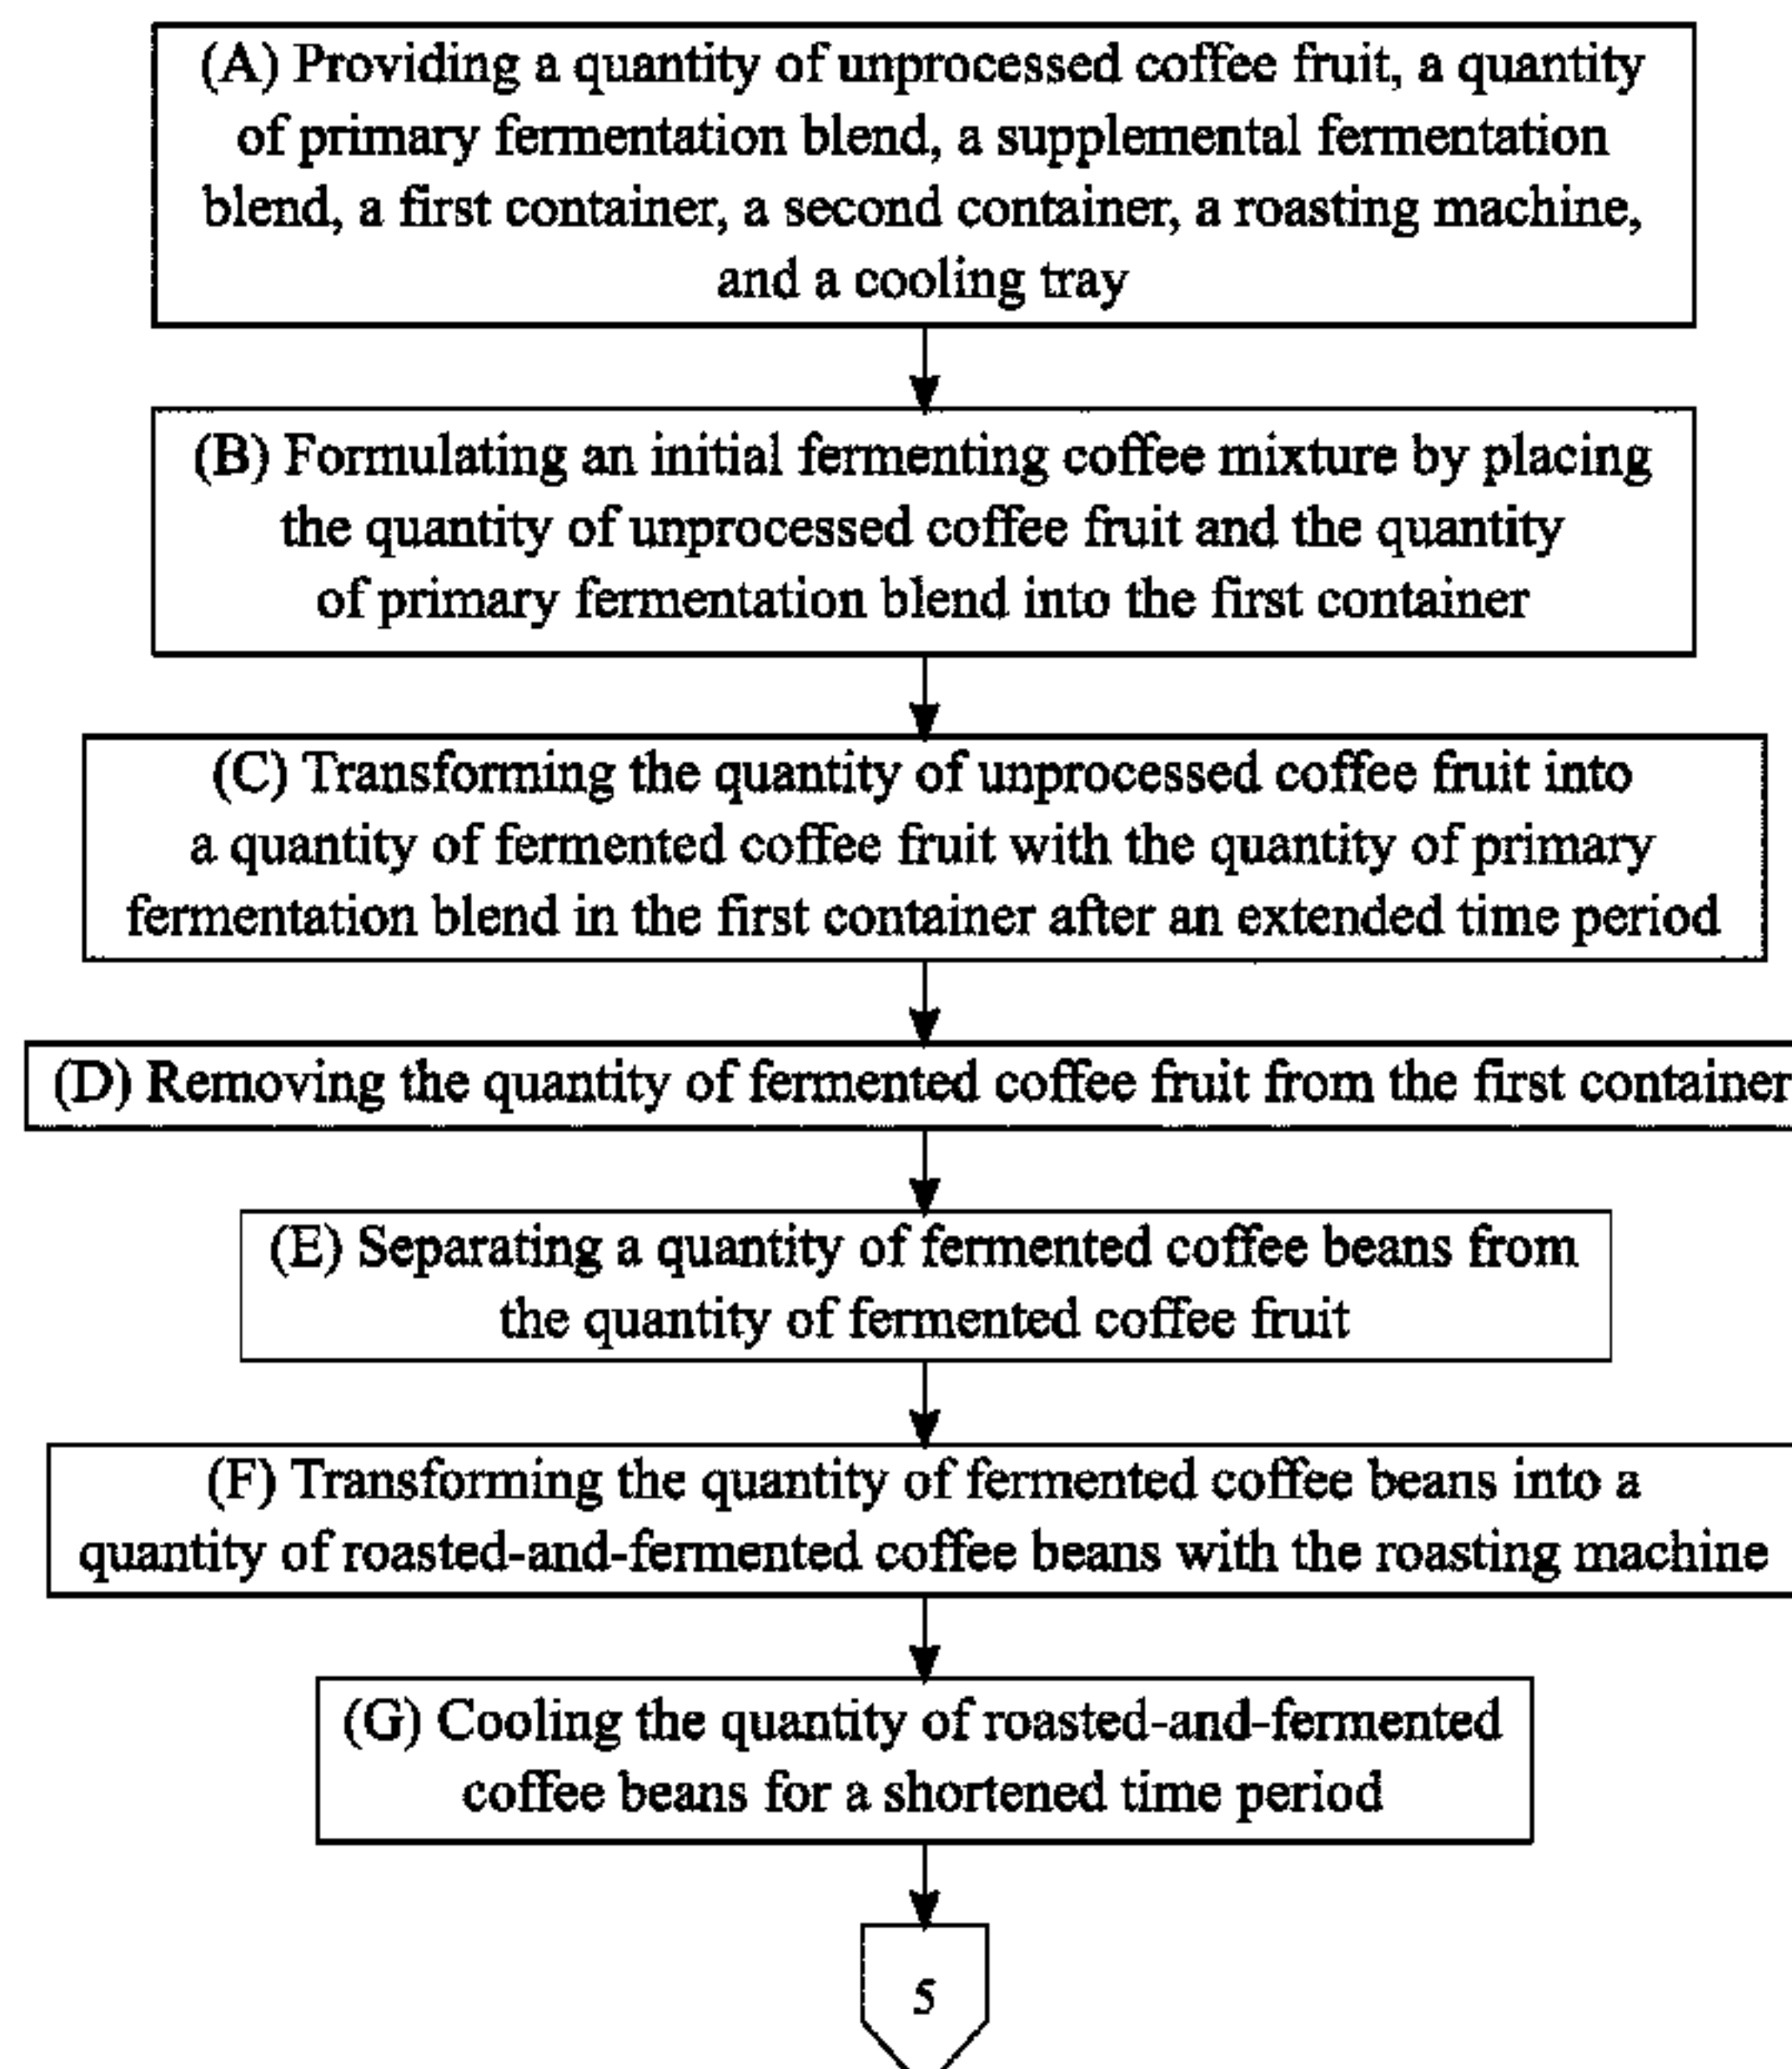 (A) Providing a quantity of unprocessed coffee fruit, a quantity
of primary fermentation blend, a supplemental fermentation
blend, a first container, a second container, a roasting machine,
and a cooling tray
(B) Formulating an initial fermenting coffee mixture by placing
the quantity of unprocessed coffee fruit and the quantity
of primary fermentation blend into the first container
(C) Transforming the quantity of unprocessed coffee fruit into
a quantity of fermented coffee fruit with the quantity of primary
fermentation blend in the first container after an extended time period
(D) Removing the quantity of fermented coffee fruit from the first container
(E) Separating a quantity of fermented coffee beans from
the quantity of fermented coffee fruit
(F) Transforming the quantity of fermented coffee beans into a
quantity of roasted-and-fermented coffee beans with the roasting machine
(G) Cooling the quantity of roasted-and-fermented
coffee beans for a shortened time period
5